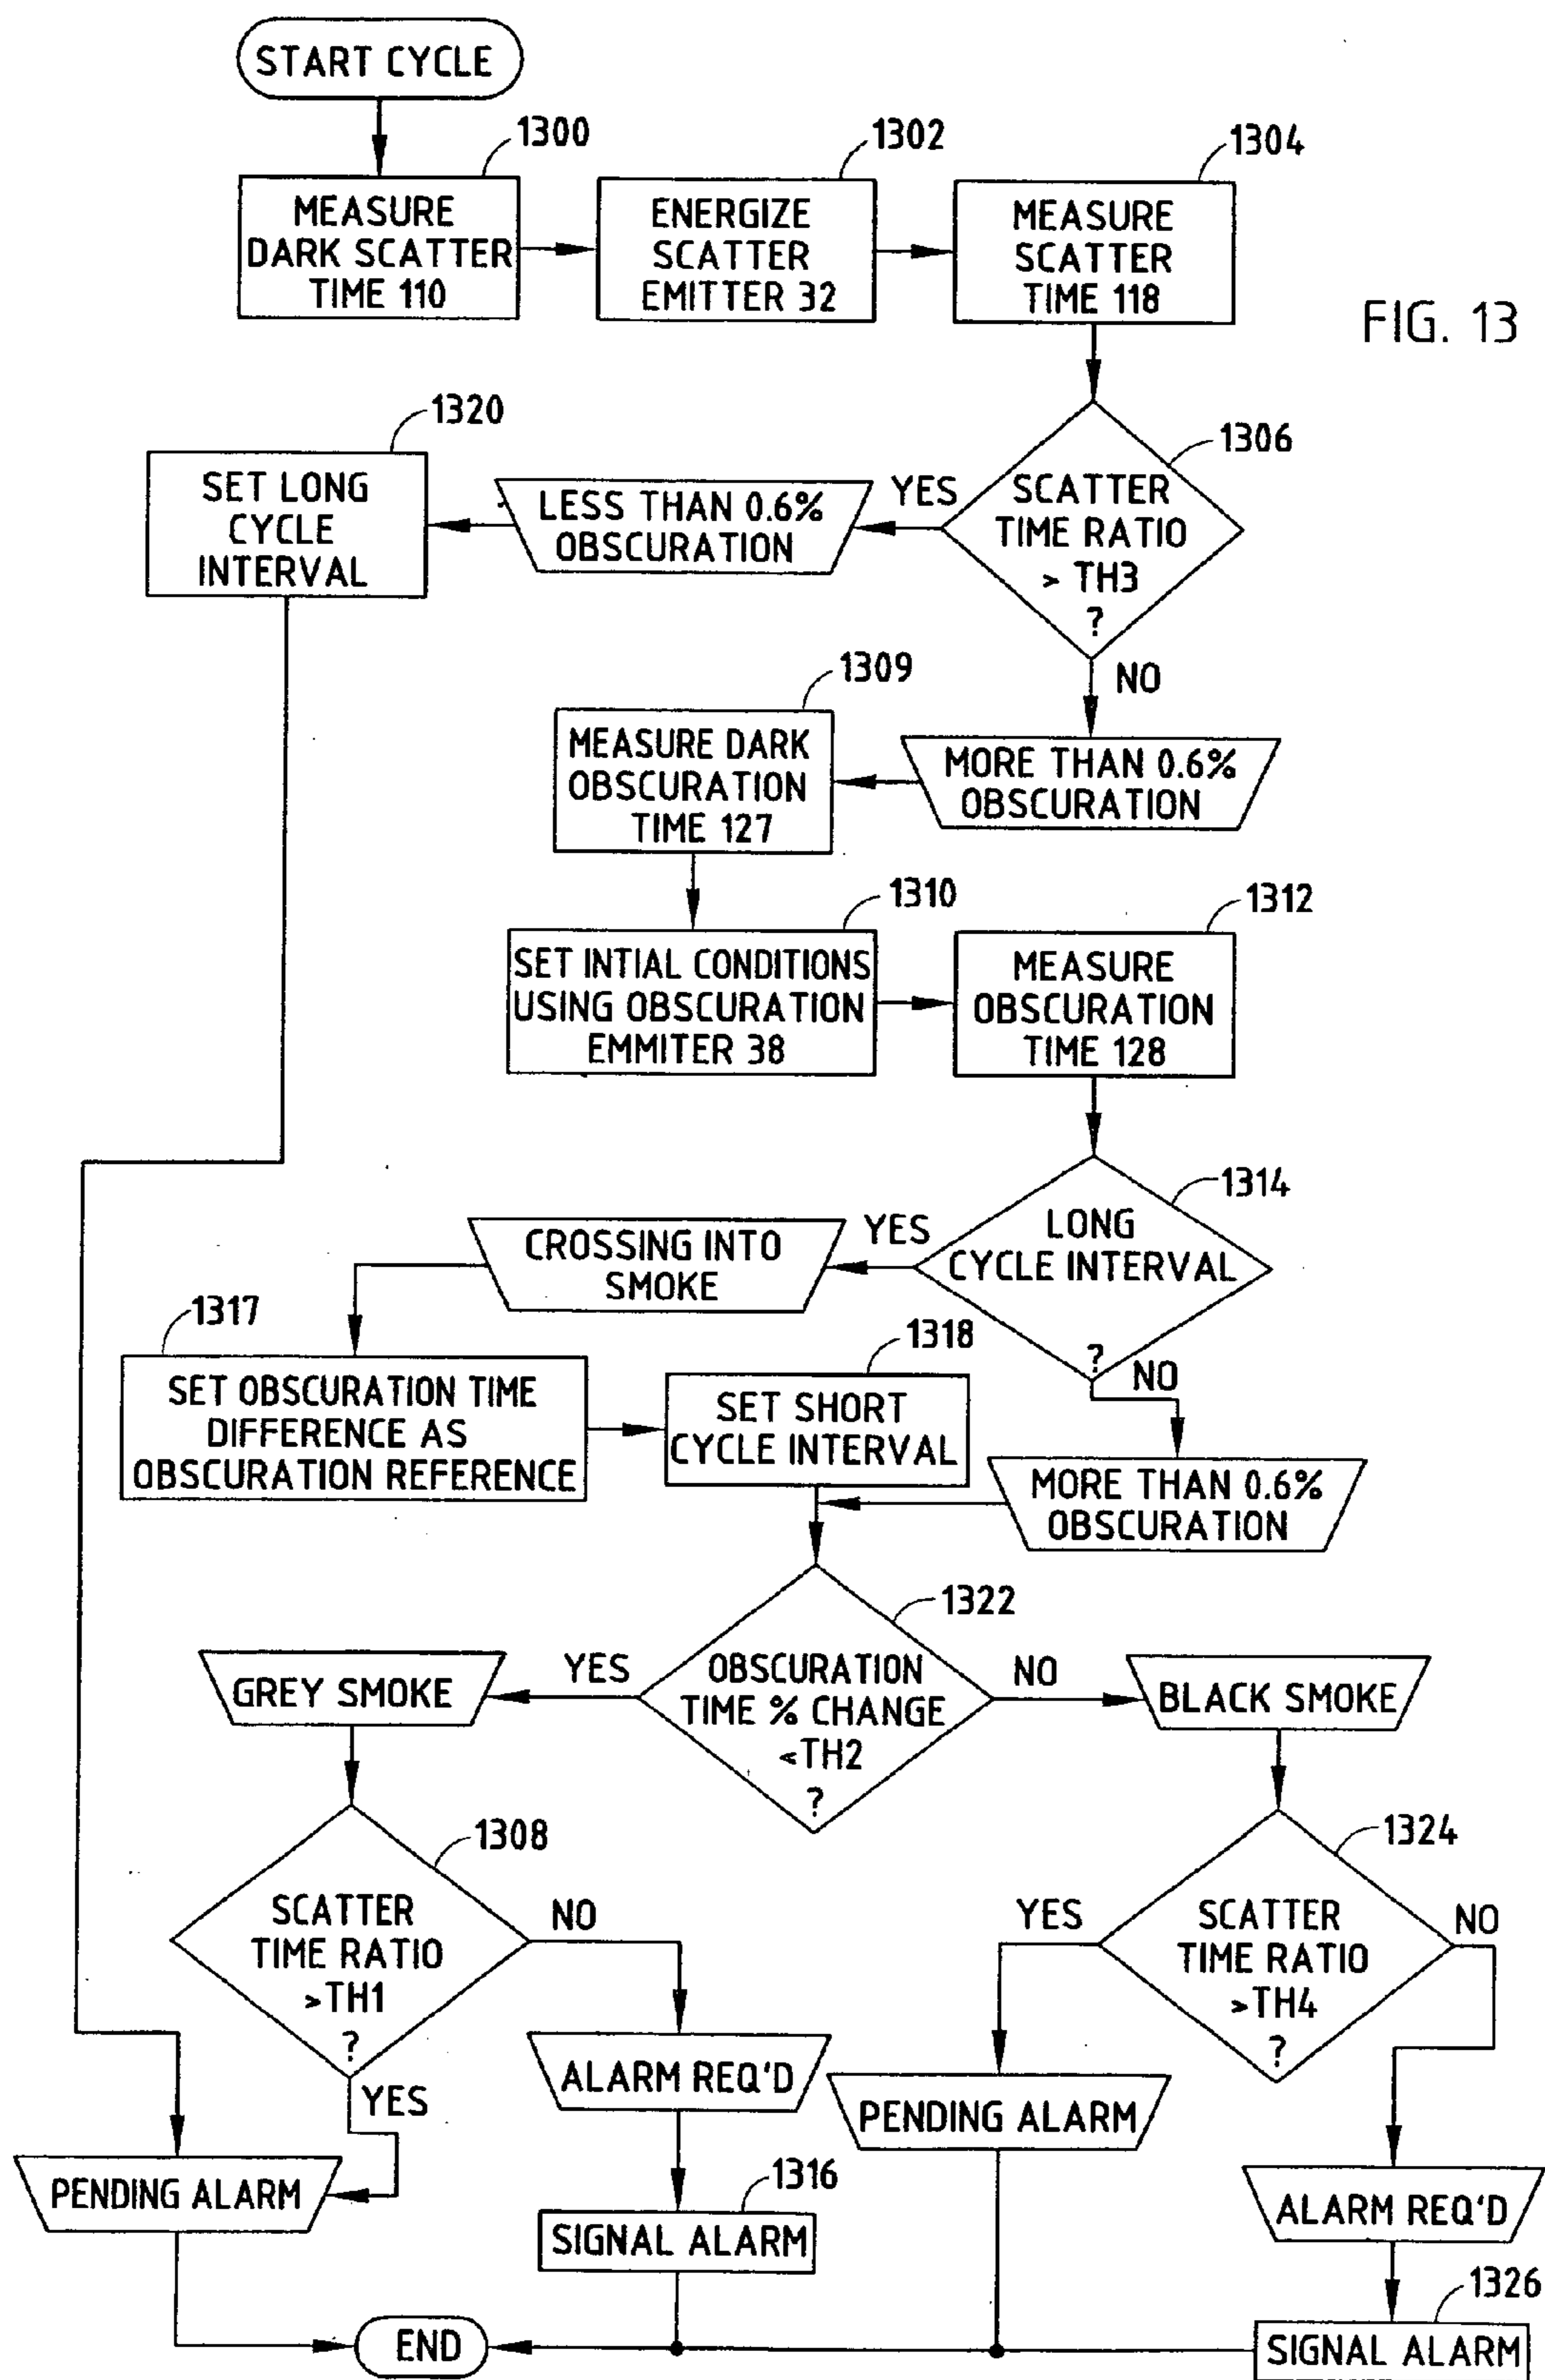 START CYCLE
1300
MEASURE
DARK SCATTER
TIME 110
1302
ENERGIZE
SCATTER
EMITTER 32
1304
MEASURE
SCATTER
TIME 118
FIG. 13
1306
SCATTER
TIME RATIO
> TH3
?
YES
LESS THAN 0.6%
OBSCURATION
1320
SET LONG
CYCLE
INTERVAL
NO
MORE THAN 0.6%
OBSCURATION
1309
MEASURE DARK
OBSCURATION
TIME 127
1310
SET INTIAL CONDITIONS
USING OBSCURATION
EMMITER 38
1312
MEASURE
OBSCURATION
TIME 128
1314
LONG
CYCLE INTERVAL
?
YES
CROSSING INTO
SMOKE
1317
SET OBSCURATION TIME
DIFFERENCE AS
OBSCURATION REFERENCE
1318
SET SHORT
CYCLE INTERVAL
NO
MORE THAN 0.6%
OBSCURATION
1322
OBSCURATION
TIME % CHANGE
<TH2
?
YES
GREY SMOKE
NO
BLACK SMOKE
1308
SCATTER
TIME RATIO
>TH1
?
YES
PENDING ALARM
NO
ALARM REQ'D
1316
SIGNAL ALARM
1324
SCATTER
TIME RATIO
>TH4
?
YES
PENDING ALARM
NO
ALARM REQ'D
1326
SIGNAL ALARM
END